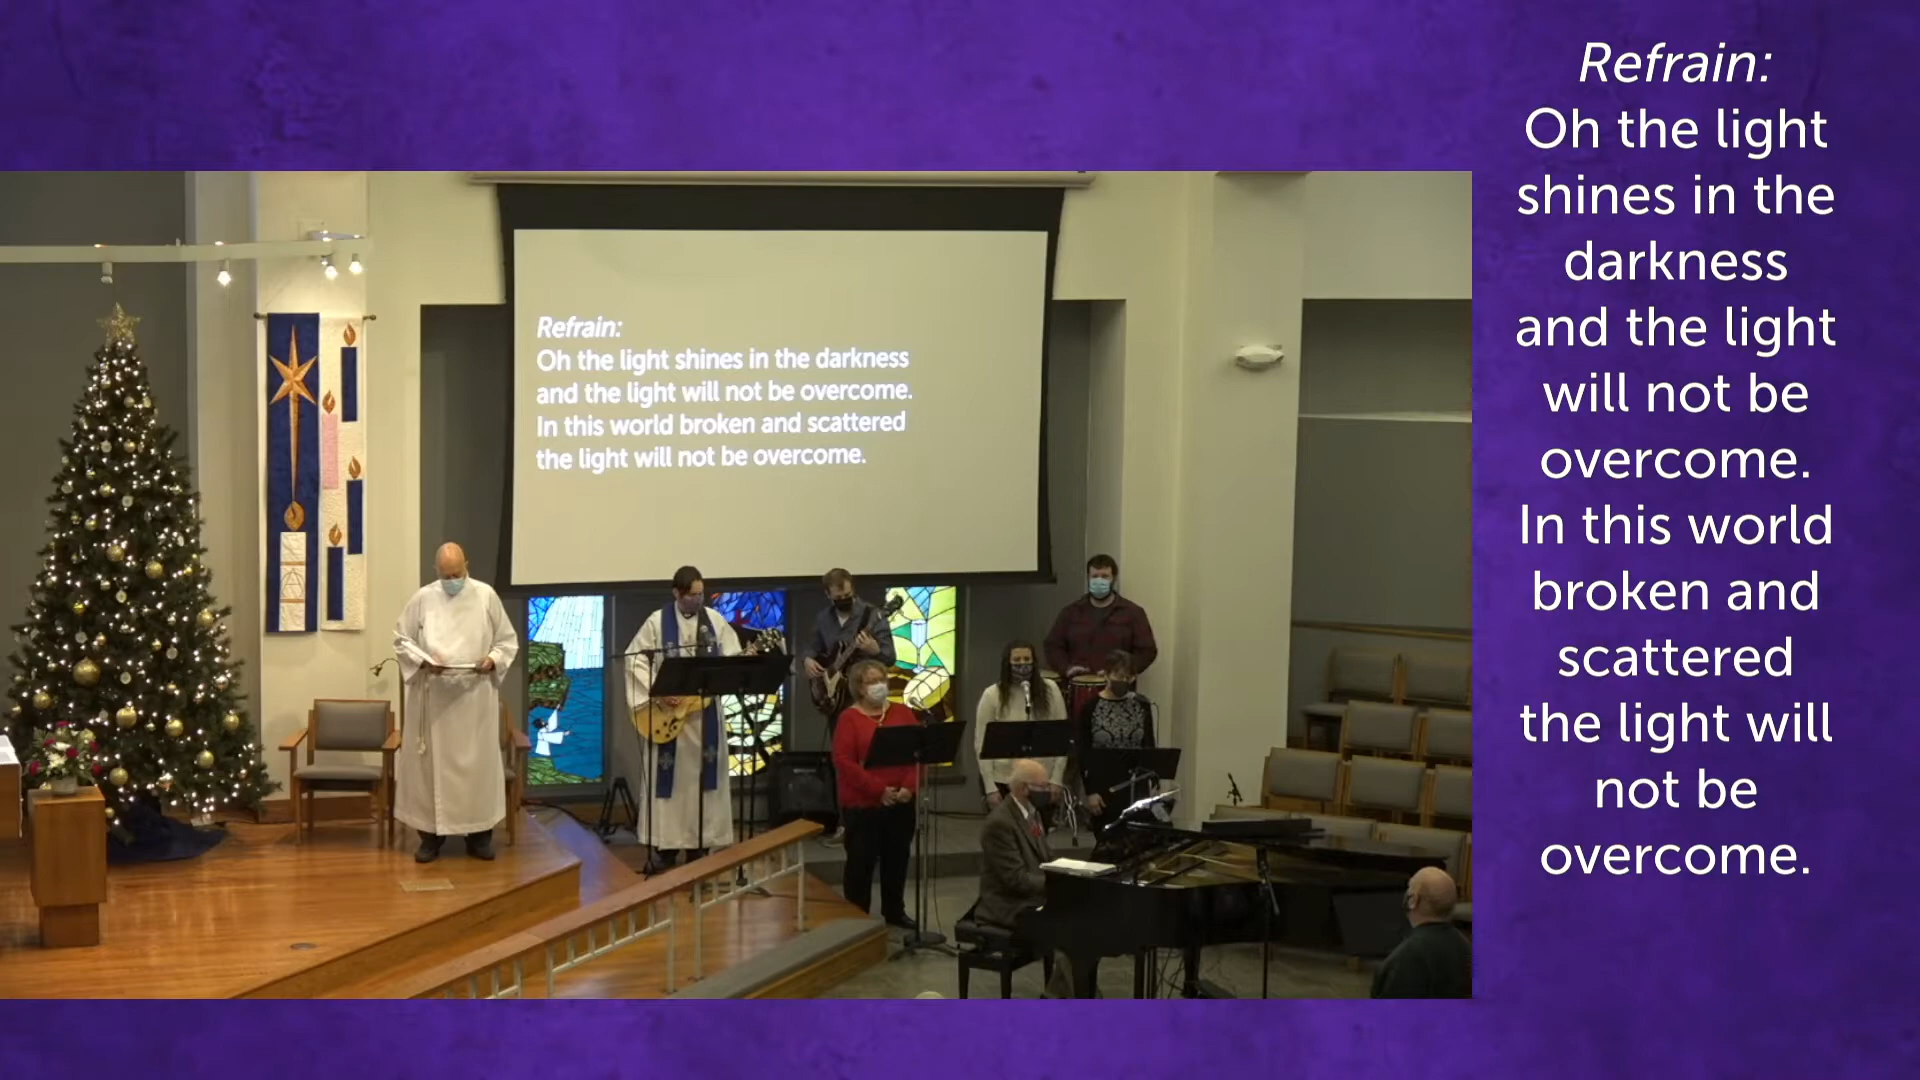 Refrain:
Oh the light shines in the darkness
and the light will not be overcome.
In this world broken and scattered
the light will not be overcome.
Refrain:
Oh the light
shines in the
darkness
and the light
will not be
overcome.
In this world
broken and
scattered
the light will
not be
overcome.